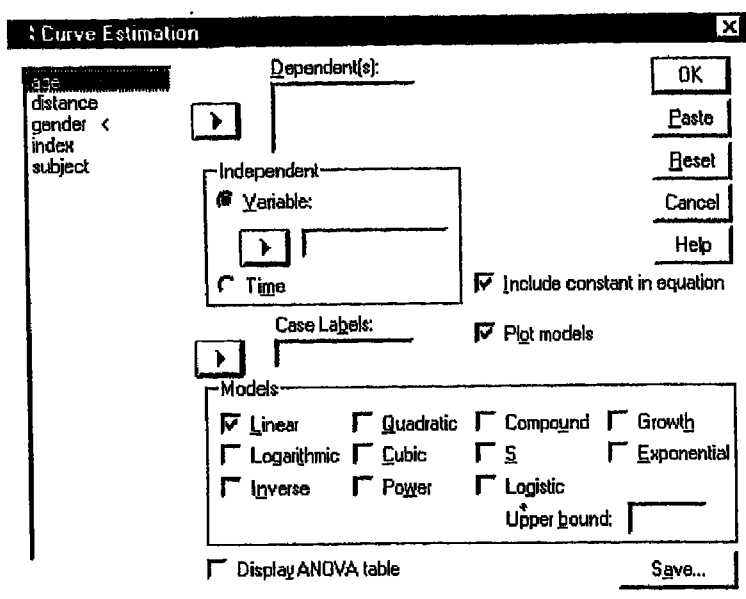 Curve Estimation
age
distance
gender <
index
subject
Dependent(s):
Independent
Variable:
Time
Case Labels:
OK
Paste
Reset
Cancel
Help
Include constant in equation
Plot models
Models
Linear
Quadratic
Compound
Growth
Logarithmic
Cubic
S
Exponential
Inverse
Power
Logistic
Upper bound:
Display ANOVA table
Save...